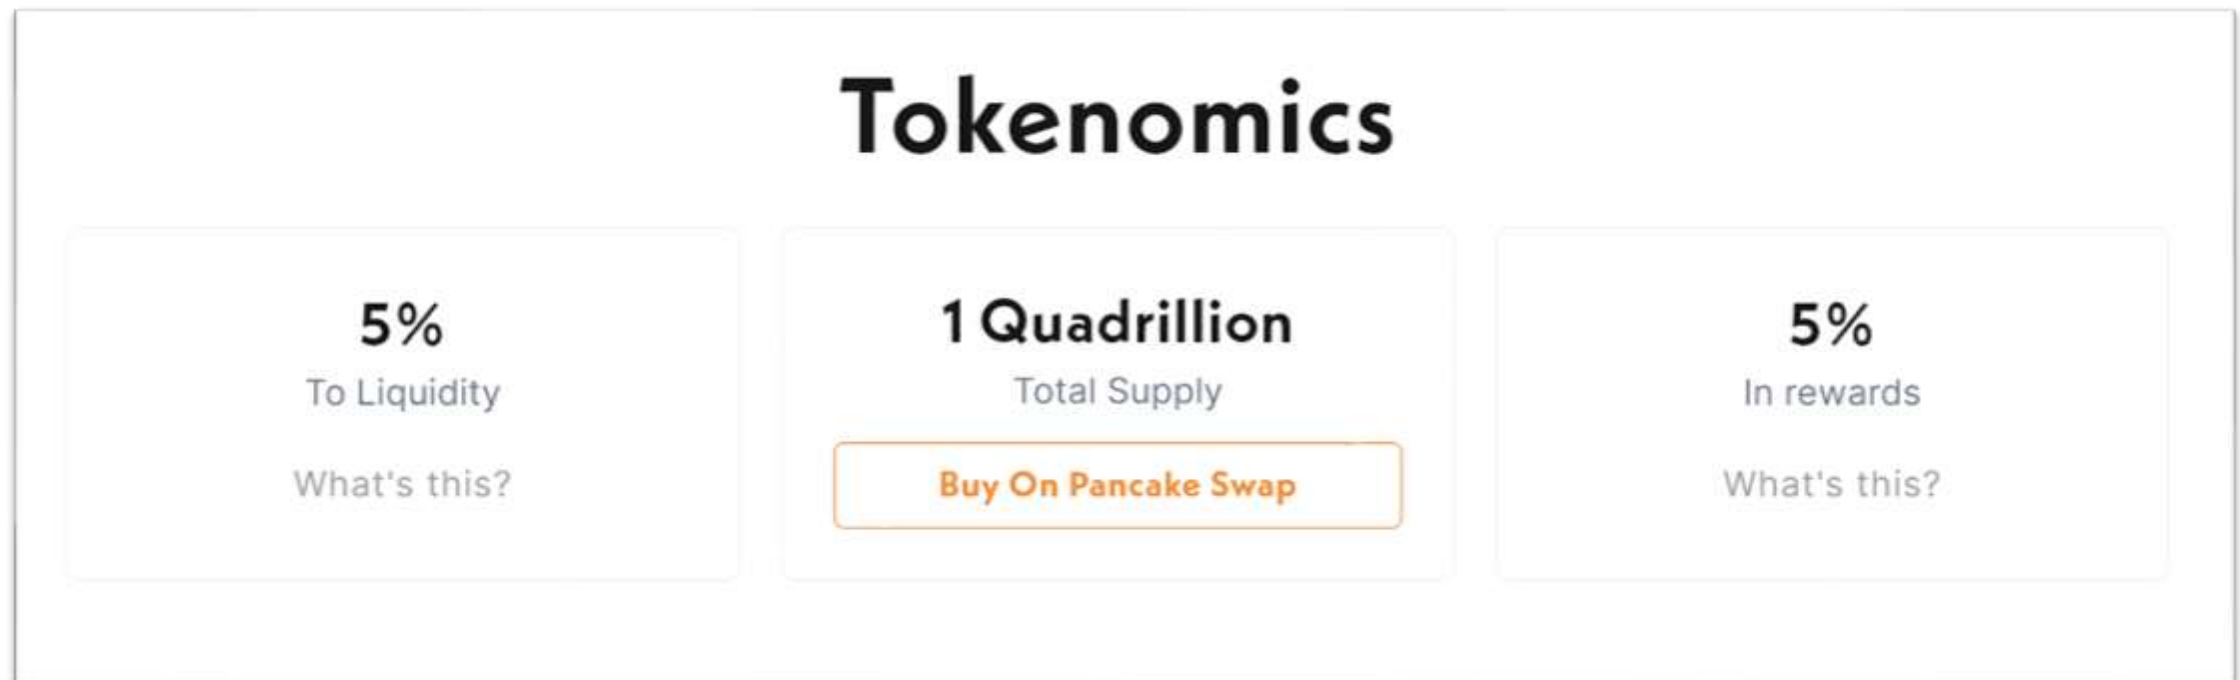 Tokenomics
5%
To Liquidity
What's this?
1 Quadrillion
Total Supply
Buy On Pancake Swap
5%
In rewards
What's this?